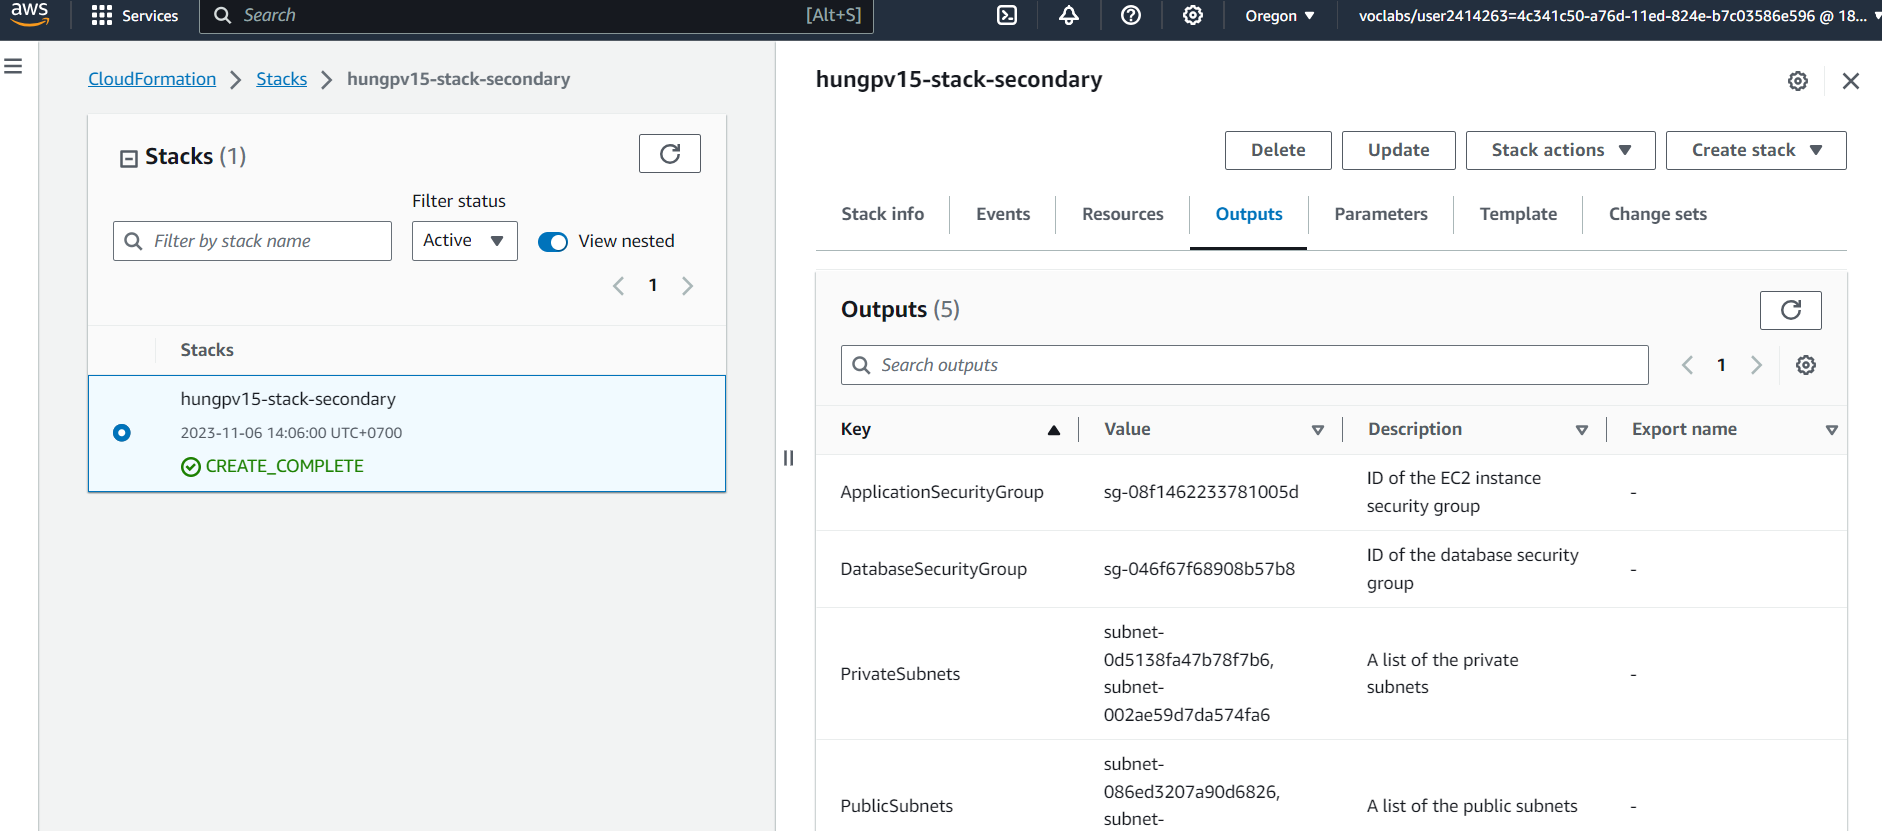 aws
Services
Search
[Alt+S]
Oregon
voclabs/user2414263=4c341c50-a76d-11ed-824e-b7c03586e596 @ 18...
CloudFormation
Stacks
hungpv15-stack-secondary
Stacks (1)
Filter status
Filter by stack name
Active
View nested
1
Stacks
hungpv15-stack-secondary
2023-11-06 14:06:00 UTC+0700
CREATE_COMPLETE
hungpv15-stack-secondary
Delete
Update
Stack actions
Create stack
Stack info
Events
Resources
Outputs
Parameters
Template
Change sets
Outputs (5)
Search outputs
1
Key
Value
Description
Export name
ApplicationSecurityGroup
sg-08f1462233781005d
ID of the EC2 instance
security group
-
DatabaseSecurityGroup
sg-046f67f68908b57b8
ID of the database security
group
-
PrivateSubnets
subnet-
0d5138fa47b78f7b6,
subnet-
002ae59d7da574fa6
A list of the private
subnets
-
PublicSubnets
subnet-
086ed3207a90d6826,
subnet-
A list of the public subnets
-